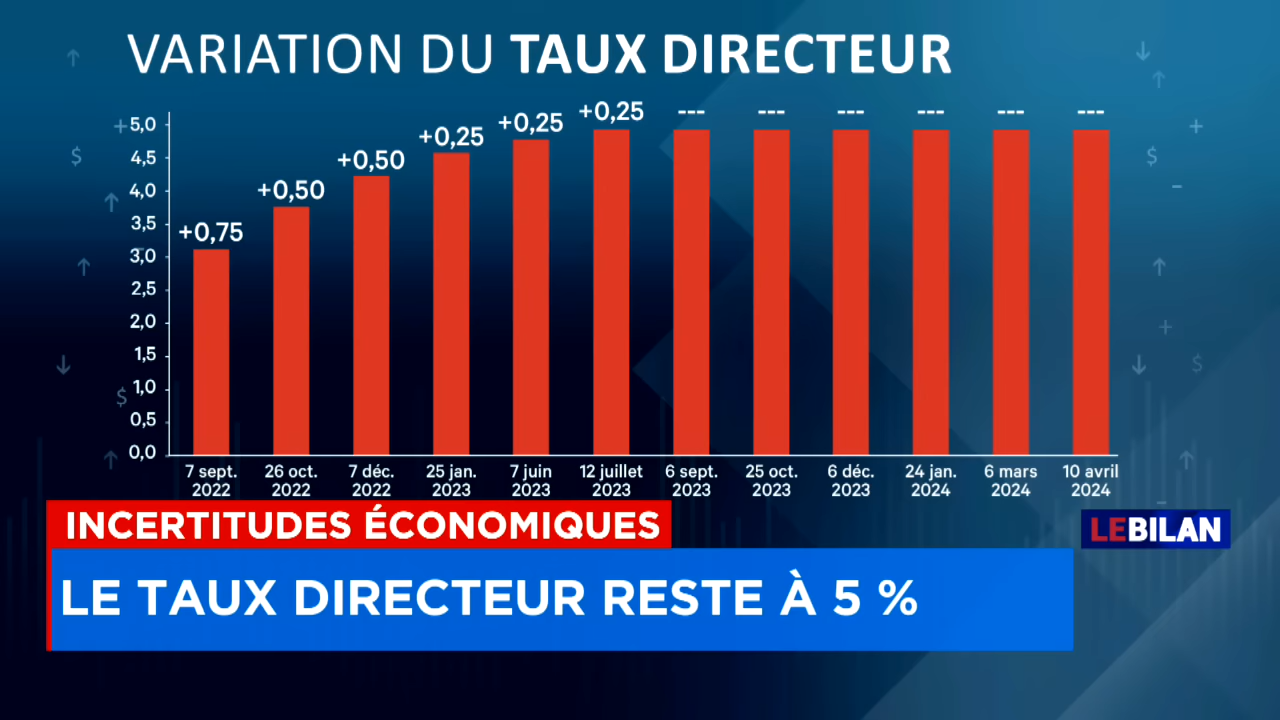 VARIATION DU TAUX DIRECTEUR
+0,75
+0,50
+0,50
+0,25
+0,25
+0,25
---
---
---
---
---
---
5,0
4,5
4,0
3,5
3,0
2,5
2,0
1,5
1,0
0,5
0,0
7 sept.
2022
26 oct.
2022
7 déc.
2022
25 jan.
2023
7 juin
2023
12 juillet
2023
6 sept.
2023
25 oct.
2023
6 déc.
2023
24 jan.
2024
6 mars
2024
10 avril
2024
INCERTITUDES ÉCONOMIQUES
LEBILAN
LE TAUX DIRECTEUR RESTE À 5 %